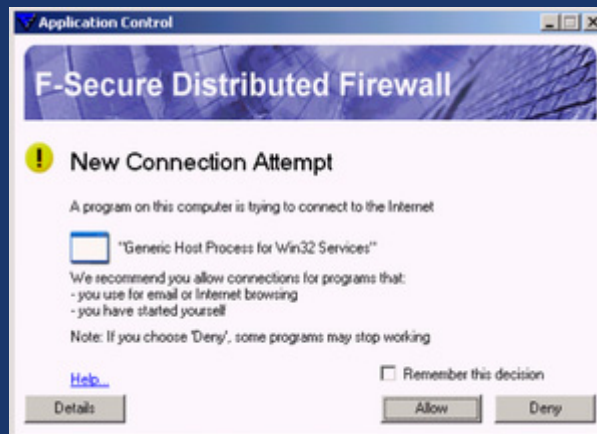 Application Control
F-Secure Distributed Firewall
New Connection Attempt
A program on this computer is trying to connect to the Internet
"Generic Host Process for Win32 Services"
We recommend you allow connections for programs that:
- you use for email or Internet browsing
- you have started yourself
Note: If you choose 'Deny', some programs may stop working
Help...
Remember this decision
Details
Allow
Deny